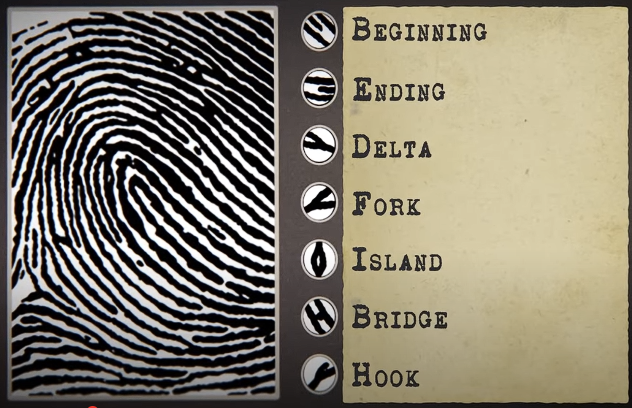 Beginning
Ending
Delta
Fork
Island
Bridge
Hook